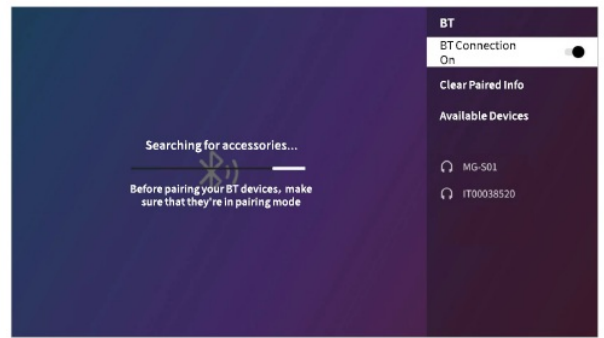 BT
BT Connection
On
Clear Paired Info
Available Devices
MG-S01
IT00038520
Searching for accessories...
Before pairing your BT devices, make
sure that they're in pairing mode